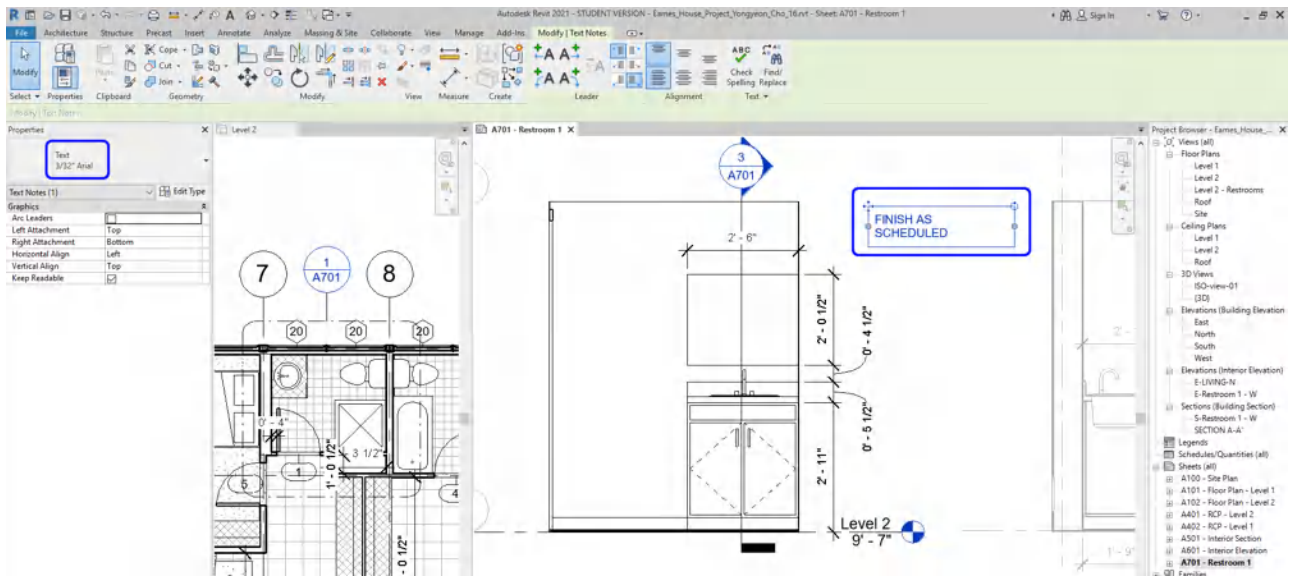 Autodesk Revit 2021 - STUDENT VERSION - Eames_House_Project_Yongyeon_Cho_16.rvt - Sheet: A701 - Restroom 1
Sign In
File Architecture Structure Precast Insert Annotate Analyze Massing & Site Collaborate View Manage Add-Ins Modify | Text Notes
Modify
Cope
Cut
Join
ABC
Check Spelling
Find/ Replace
Select Properties Clipboard Geometry Modify View Measure Create Leader Alignment Text
Modify | Text Notes
Properties
Level 2
A701 - Restroom 1
Project Browser - Eames_House_...
Text
3/32" Arial
Text Notes (1)
Edit Type
Graphics
Arc Leaders
Left Attachment Top
Right Attachment Bottom
Horizontal Align Left
Vertical Align Top
Keep Readable
7
1
A701
8
20
20
20
0' - 4"
3 1/2"
1' - 0 1/2"
1
5
4
- 0 1/2"
3
A701
FINISH AS
SCHEDULED
2' - 6"
2' - 0 1/2"
0' - 4 1/2"
0' - 5 1/2"
2' - 11"
Level 2
9' - 7"
2' -
1' - 9"
Views (all)
Floor Plans
Level 1
Level 2
Level 2 - Restrooms
Roof
Site
Ceiling Plans
Level 1
Level 2
Roof
3D Views
ISO-view-01
{3D}
Elevations (Building Elevation
East
North
South
West
Elevations (Interior Elevation)
E-LIVING-N
E-Restroom 1 - W
Sections (Building Section)
S-Restroom 1 - W
SECTION A-A'
Legends
Schedules/Quantities (all)
Sheets (all)
A100 - Site Plan
A101 - Floor Plan - Level 1
A102 - Floor Plan - Level 2
A401 - RCP - Level 2
A402 - RCP - Level 1
A501 - Interior Section
A601 - Interior Elevation
A701 - Restroom 1
Families